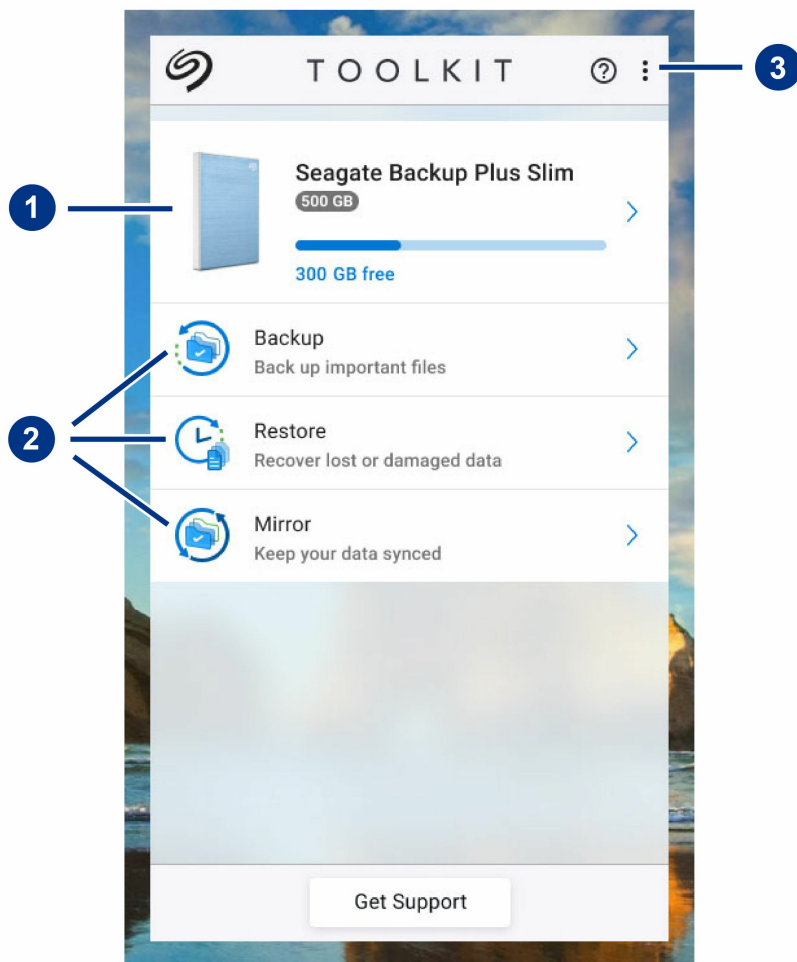 TOOLKIT
3
1
Seagate Backup Plus Slim
500 GB
300 GB free
2
Backup
Back up important files
Restore
Recover lost or damaged data
Mirror
Keep your data synced
Get Support